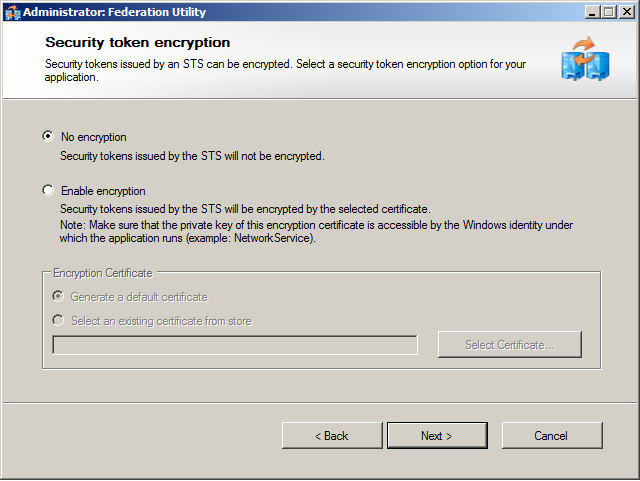 Administrator: Federation Utility
Security token encryption
Security tokens issued by an STS can be encrypted. Select a security token encryption option for your
application.
No encryption
Security tokens issued by the STS will not be encrypted.
Enable encryption
Security tokens issued by the STS will be encrypted by the selected certificate.
Note: Make sure that the private key of this encryption certificate is accessible by the Windows identity under
which the application runs (example: NetworkService).
Encryption Certificate
Generate a default certificate
Select an existing certificate from store
Select Certificate...
< Back
Next >
Cancel